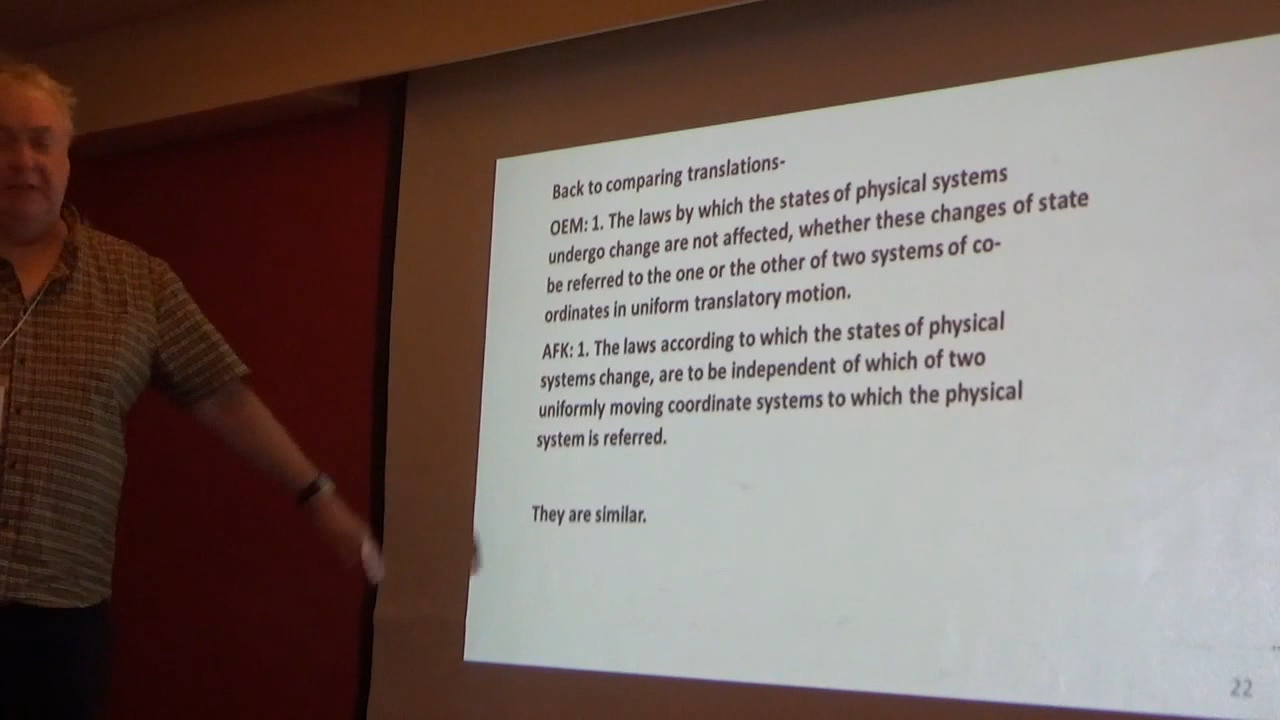 Back to comparing translations-
OEM: 1. The laws by which the states of physical systems
undergo change are not affected, whether these changes of state
be referred to the one or the other of two systems of co-
ordinates in uniform translatory motion.
AFK: 1. The laws according to which the states of physical
systems change, are to be independent of which of two
uniformly moving coordinate systems to which the physical
system is referred.
They are similar.
22